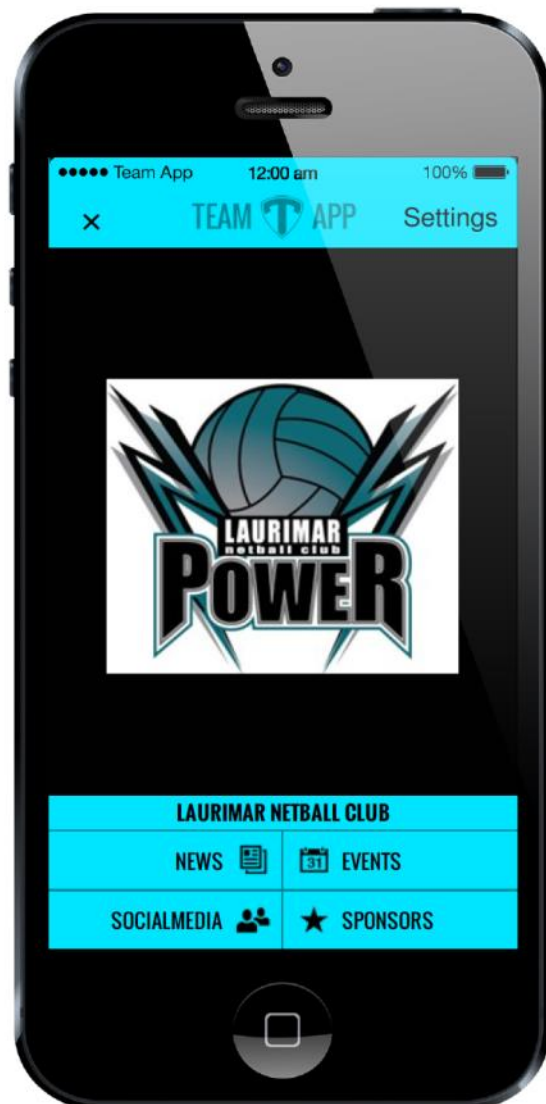 ●●●●● Team App 12:00 am 100%
× TEAM T APP Settings
LAURIMAR
netball club
POWER
LAURIMAR NETBALL CLUB
NEWS 31 EVENTS
SOCIALMEDIA SPONSORS